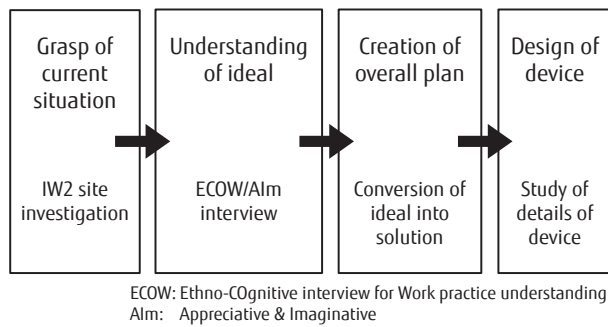 Grasp of
current
situation
IW2 site
investigation
Understanding
of ideal
ECOW/AIm
interview
Creation of
overall plan
Conversion of
ideal into
solution
Design of
device
Study of
details of
device
ECOW: Ethno-COgnitive interview for Work practice understanding
AIm: Appreciative & Imaginative